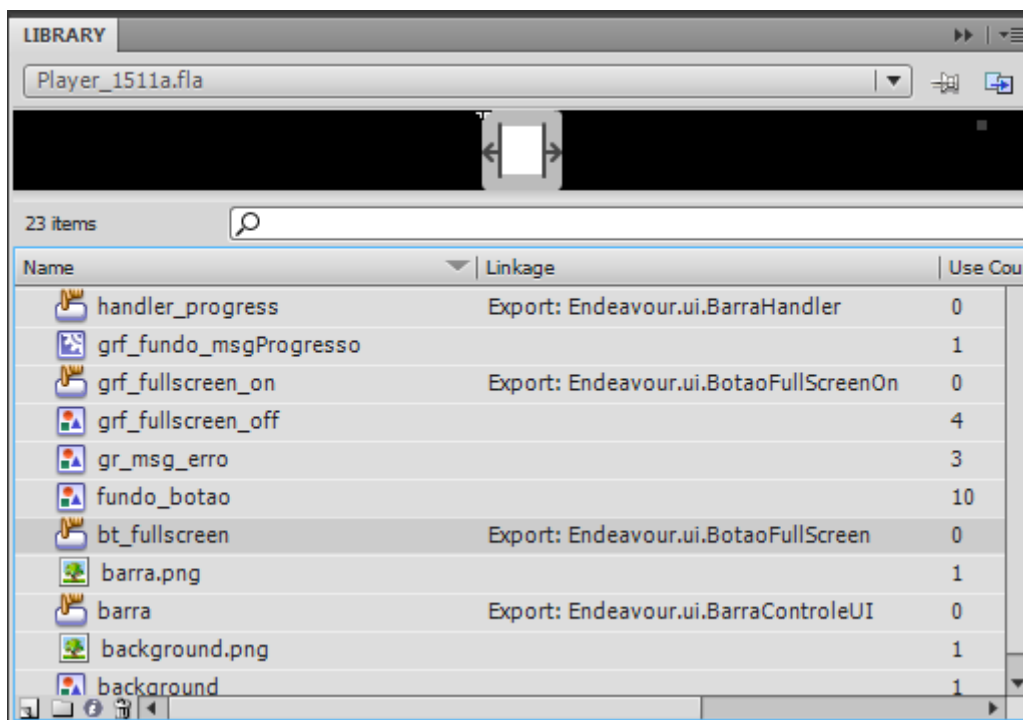 LIBRARY
Player_1511a.fla
23 items
Name Linkage Use Cou
handler_progress Export: Endeavour.ui.BarraHandler 0
grf_fundo_msgProgresso 1
grf_fullscreen_on Export: Endeavour.ui.BotaoFullScreenOn 0
grf_fullscreen_off 4
gr_msg_erro 3
fundo_botao 10
bt_fullscreen Export: Endeavour.ui.BotaoFullScreen 0
barra.png 1
barra Export: Endeavour.ui.BarraControleUI 0
background.png 1
background 1